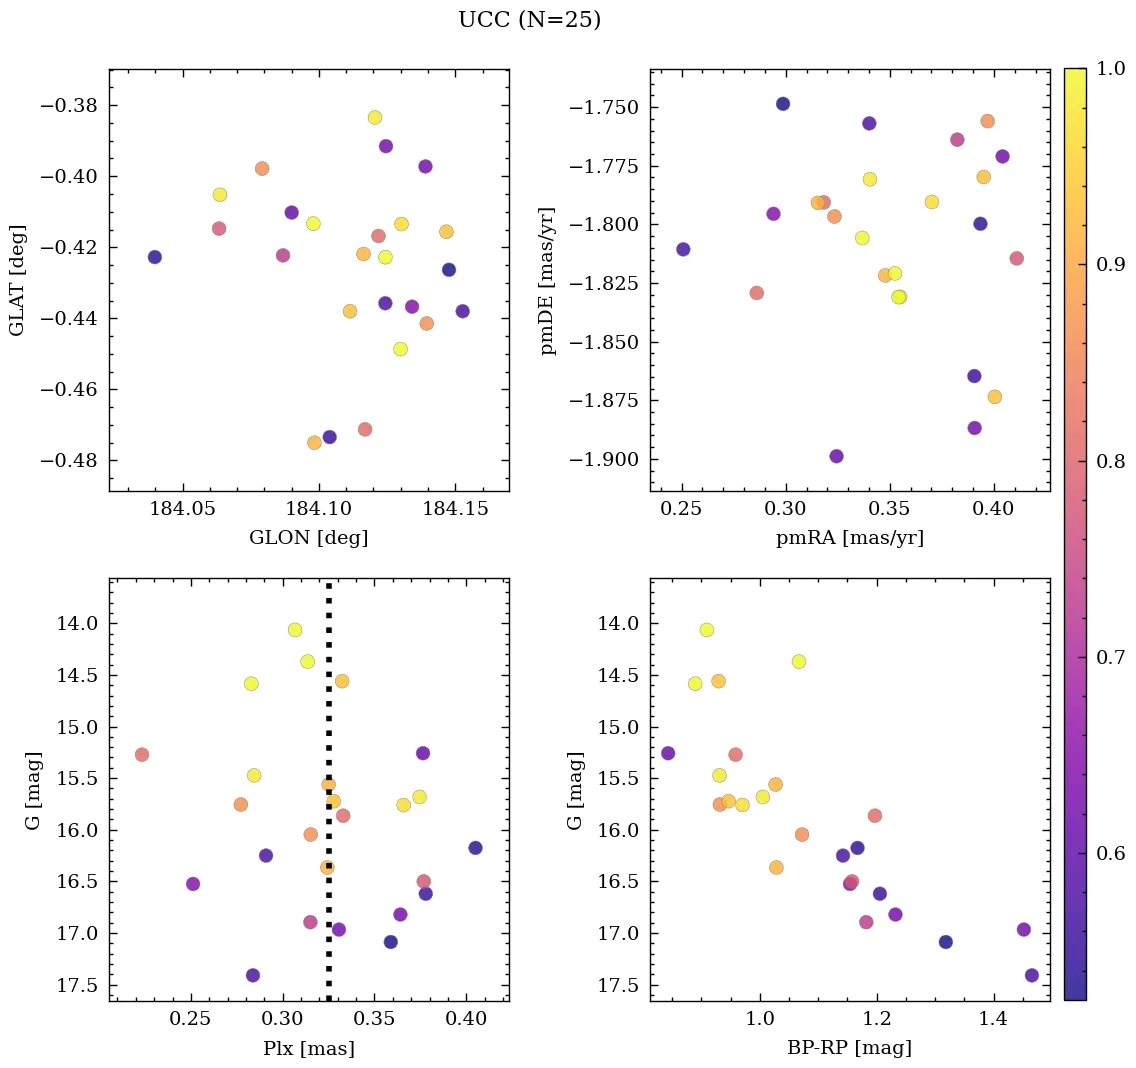 UCC (N=25)
−0.38
−0.40
−0.42
−0.44
−0.46
−0.48
GLAT [deg]
184.05 184.10 184.15
GLON [deg]
−1.750
−1.775
−1.800
−1.825
−1.850
−1.875
−1.900
pmDE [mas/yr]
0.25 0.30 0.35 0.40
pmRA [mas/yr]
1.0
0.9
0.8
0.7
0.6
14.0
14.5
15.0
15.5
16.0
16.5
17.0
17.5
G [mag]
0.25 0.30 0.35 0.40
Plx [mas]
14.0
14.5
15.0
15.5
16.0
16.5
17.0
17.5
G [mag]
1.0 1.2 1.4
BP-RP [mag]